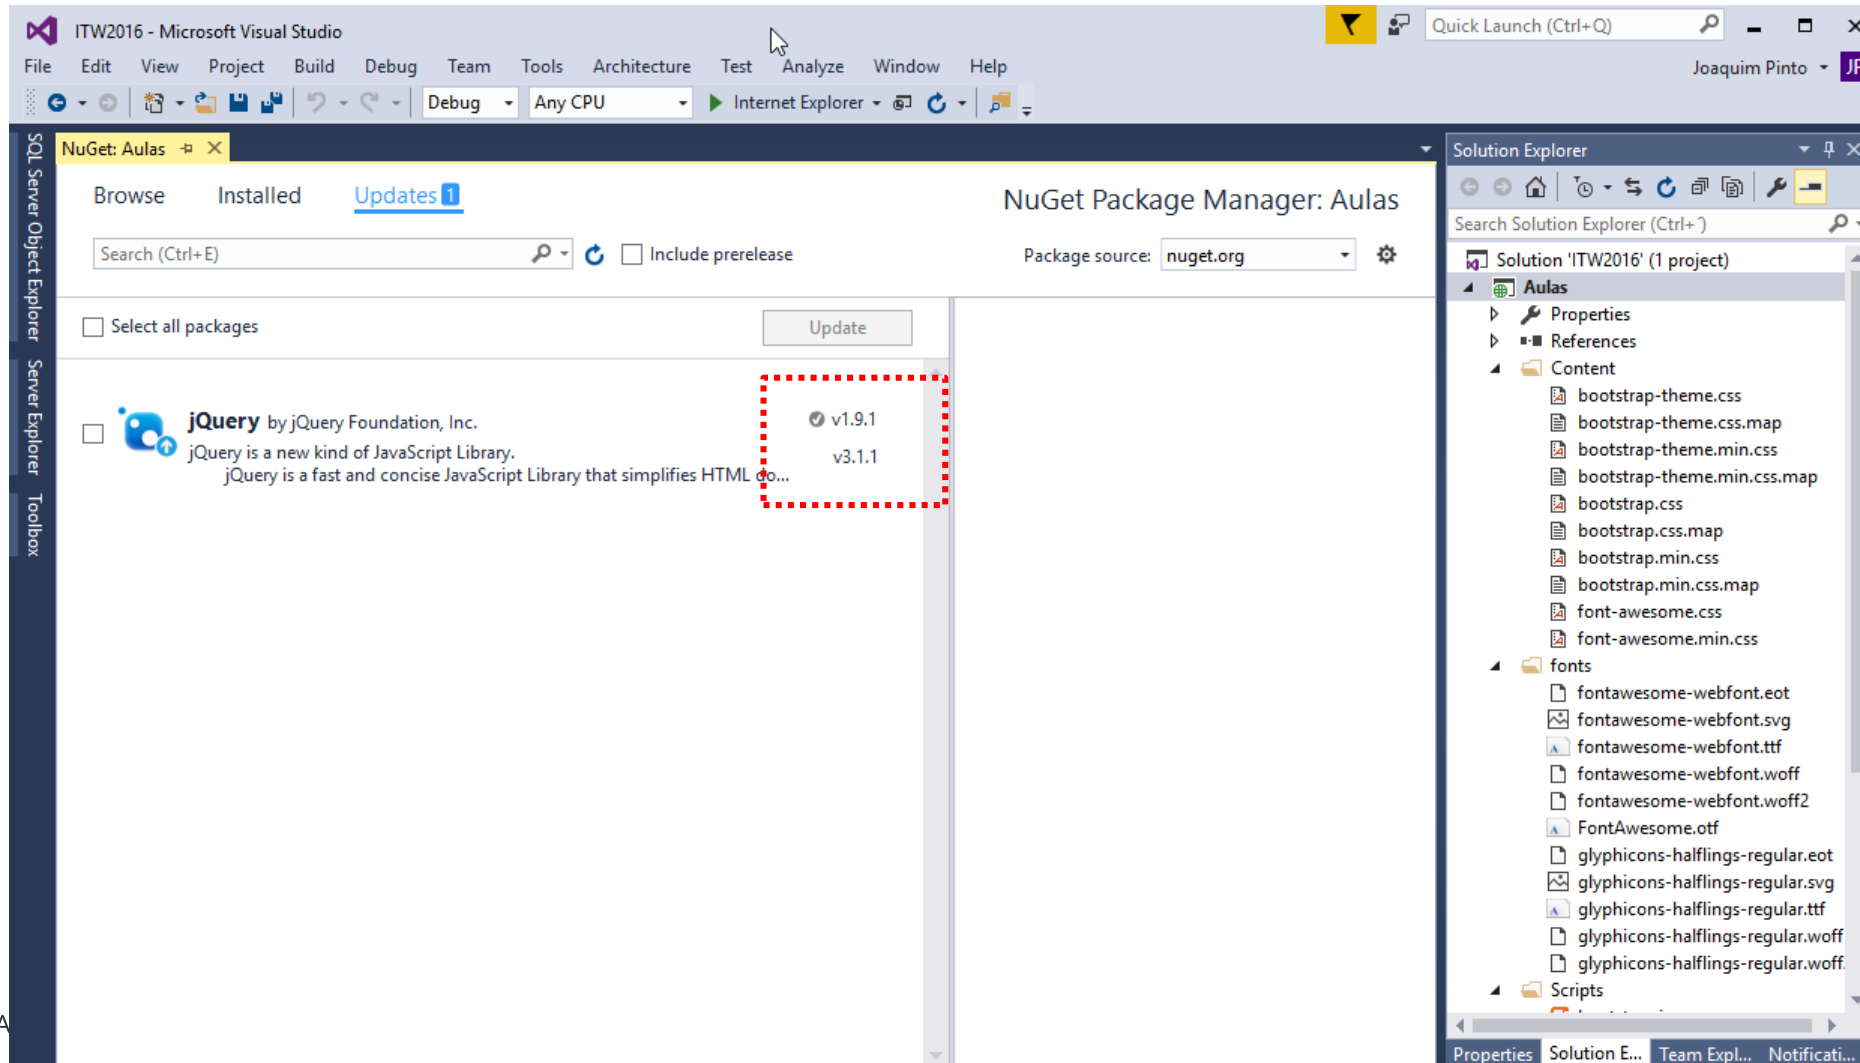 ITW2016 - Microsoft Visual Studio
Quick Launch (Ctrl+Q)
File Edit View Project Build Debug Team Tools Architecture Test Analyze Window Help
Joaquim Pinto JP
Debug Any CPU Internet Explorer
SQL Server Object Explorer
Server Explorer
Toolbox
NuGet: Aulas
Browse Installed Updates 1
NuGet Package Manager: Aulas
Search (Ctrl+E)
Include prerelease
Package source: nuget.org
Select all packages
Update
jQuery by jQuery Foundation, Inc.
v1.9.1
jQuery is a new kind of JavaScript Library.
v3.1.1
jQuery is a fast and concise JavaScript Library that simplifies HTML do...
Solution Explorer
Search Solution Explorer (Ctrl+´)
Solution 'ITW2016' (1 project)
Aulas
Properties
References
Content
bootstrap-theme.css
bootstrap-theme.css.map
bootstrap-theme.min.css
bootstrap-theme.min.css.map
bootstrap.css
bootstrap.css.map
bootstrap.min.css
bootstrap.min.css.map
font-awesome.css
font-awesome.min.css
fonts
fontawesome-webfont.eot
fontawesome-webfont.svg
fontawesome-webfont.ttf
fontawesome-webfont.woff
fontawesome-webfont.woff2
FontAwesome.otf
glyphicons-halflings-regular.eot
glyphicons-halflings-regular.svg
glyphicons-halflings-regular.ttf
glyphicons-halflings-regular.woff
glyphicons-halflings-regular.woff.
Scripts
Properties Solution E... Team Expl... Notificati...